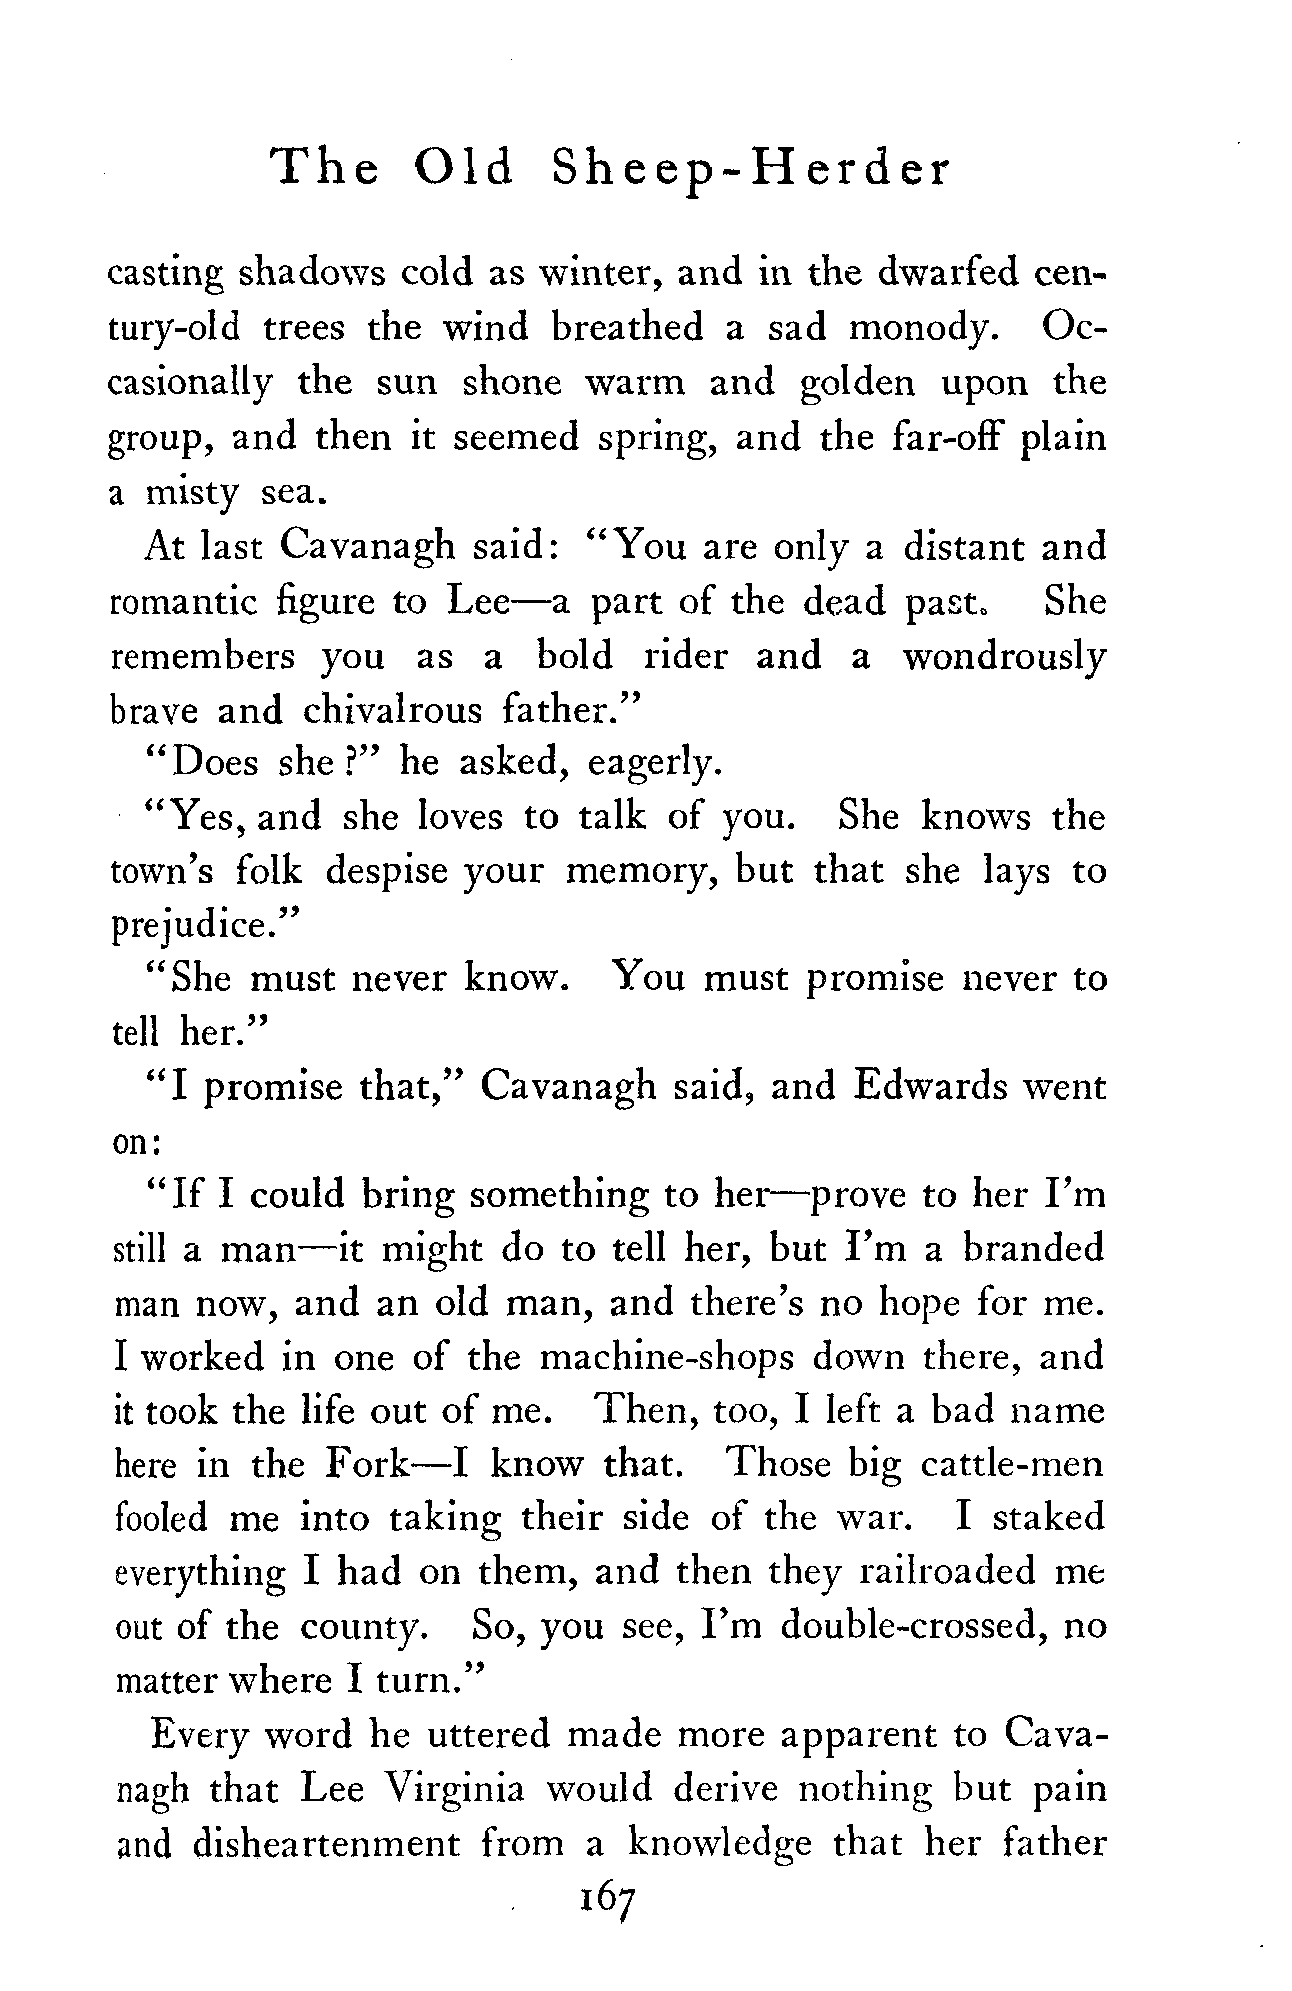 The Old Sheep-Herder
casting shadows cold as winter, and in the dwarfed cen-
tury-old trees the wind breathed a sad monody. Oc-
casionally the sun shone warm and golden upon the
group, and then it seemed spring, and the far-off plain
a misty sea.
At last Cavanagh said: "You are only a distant and
romantic figure to Lee—a part of the dead past. She
remembers you as a bold rider and a wondrously
brave and chivalrous father."
"Does she?" he asked, eagerly.
"Yes, and she loves to talk of you. She knows the
town's folk despise your memory, but that she lays to
prejudice."
"She must never know. You must promise never to
tell her."
"I promise that," Cavanagh said, and Edwards went
on:
"If I could bring something to her—prove to her I'm
still a man—it might do to tell her, but I'm a branded
man now, and an old man, and there's no hope for me.
I worked in one of the machine-shops down there, and
it took the life out of me. Then, too, I left a bad name
here in the Fork—I know that. Those big cattle-men
fooled me into taking their side of the war. I staked
everything I had on them, and then they railroaded me
out of the county. So, you see, I'm double-crossed, no
matter where I turn."
Every word he uttered made more apparent to Cava-
nagh that Lee Virginia would derive nothing but pain
and disheartenment from a knowledge that her father
167